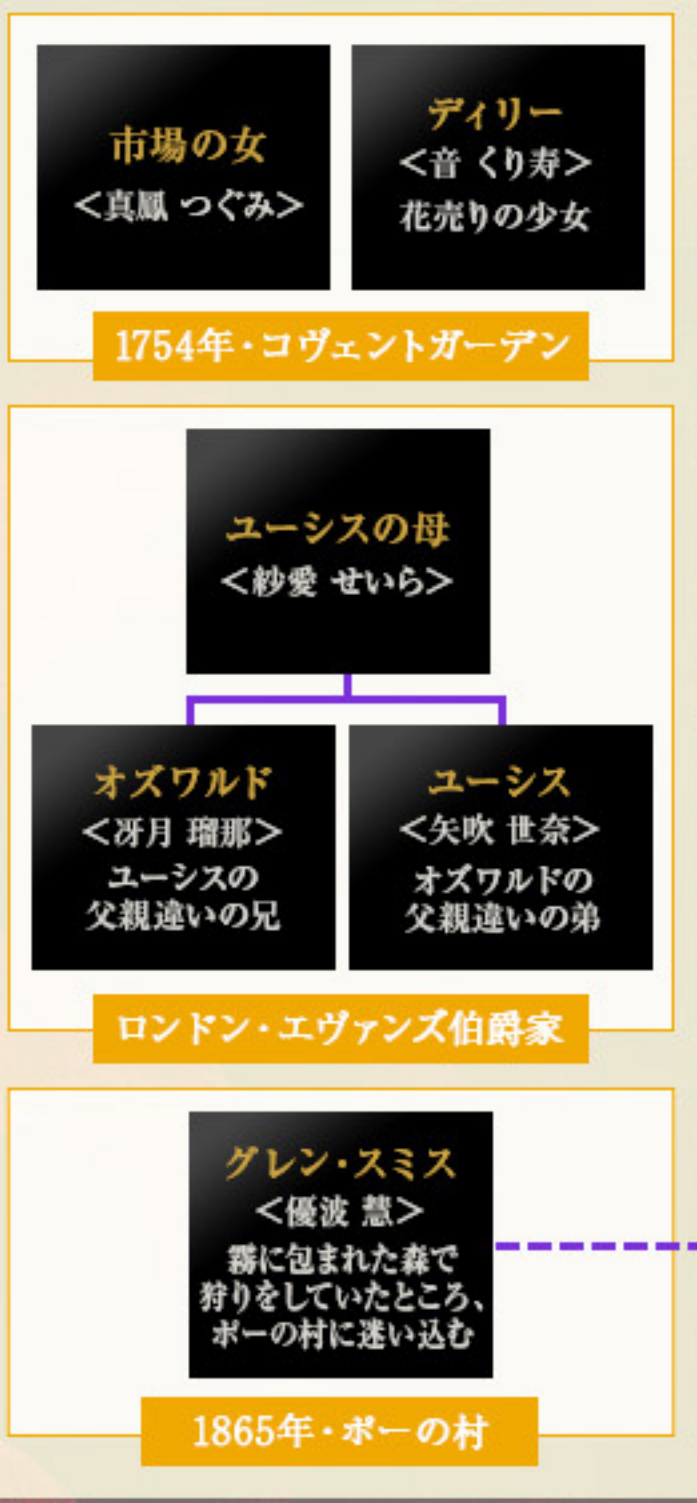 市場の女
＜真鳳 つぐみ＞
ディリー
＜音 くり寿＞
花売りの少女
1754年・コヴェントガーデン
ユーシスの母
＜紗愛 せいら＞
オズワルド
＜冴月 瑠那＞
ユーシスの
父親違いの兄
ユーシス
＜矢吹 世奈＞
オズワルドの
父親違いの弟
ロンドン・エヴァンズ伯爵家
グレン・スミス
＜優波 慧＞
霧に包まれた森で
狩りをしていたところ、
ポーの村に迷い込む
1865年・ポーの村